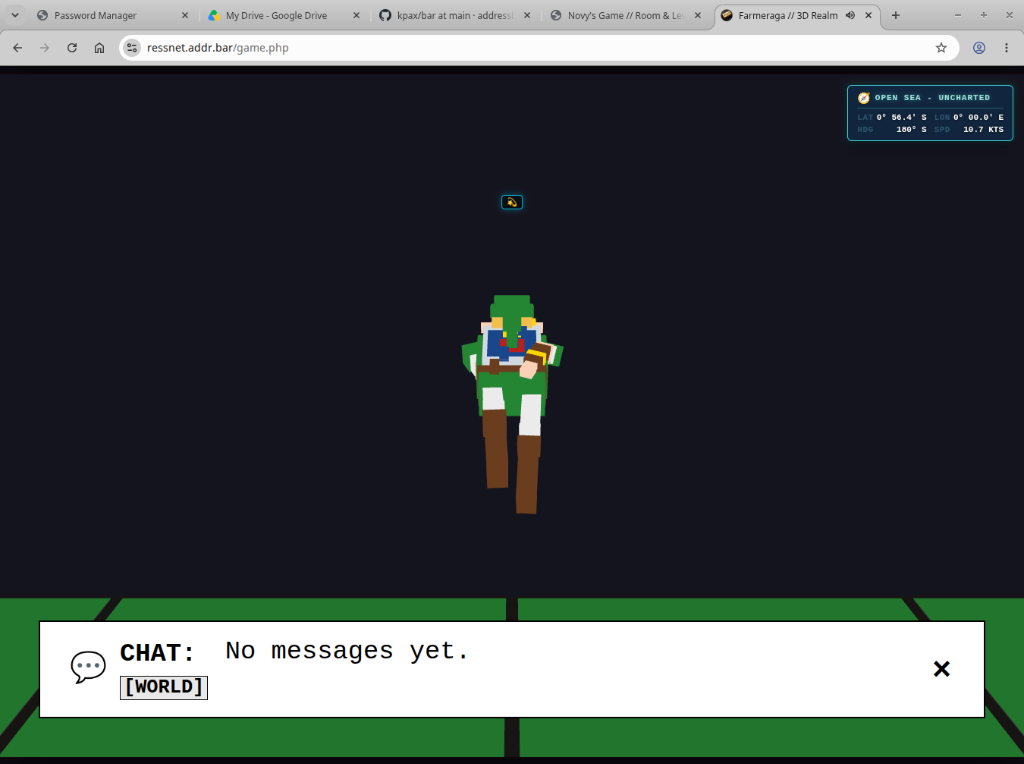 Password Manager
My Drive - Google Drive
kpax/bar at main · address
Novy's Game // Room & Le
Farmeraga // 3D Realm
ressnet.addr.bar/game.php
OPEN SEA - UNCHARTED
LAT 0° 56.4' S LON 0° 00.0' E
HDG 180° S SPD 10.7 KTS
CHAT: No messages yet.
[WORLD]